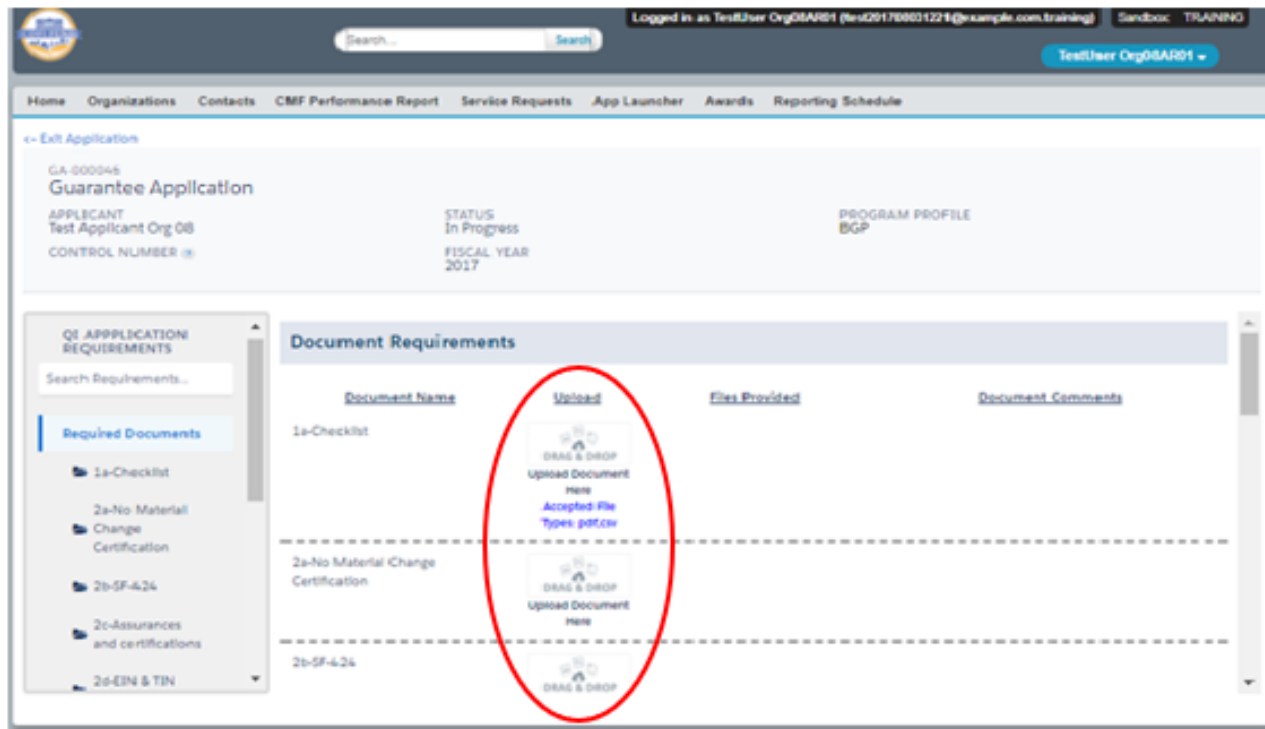 Logged in as TestUser Org08AR01 (test201708031221@example.com.training) Sandbox: TRAINING
Search... Search
TestUser Org08AR01
Home Organizations Contacts CMF Performance Report Service Requests App Launcher Awards Reporting Schedule
<- Exit Application
GA-000046
Guarantee Application
APPLICANT STATUS PROGRAM PROFILE
Test Applicant Org 08 In Progress BGP
CONTROL NUMBER FISCAL YEAR
2017
QI APPPLICATION
REQUIREMENTS
Search Requirements...
Required Documents
1a-Checklist
2a-No Material
Change
Certification
2b-SF-424
2c-Assurances
and certifications
2d-EIN & TIN
Document Requirements
Document Name Upload Files Provided Document Comments
1a-Checklist
DRAG & DROP
Upload Document
Here
Accepted File
Types: pdf,csv
2a-No Material Change
Certification
DRAG & DROP
Upload Document
Here
2b-SF-424
DRAG & DROP